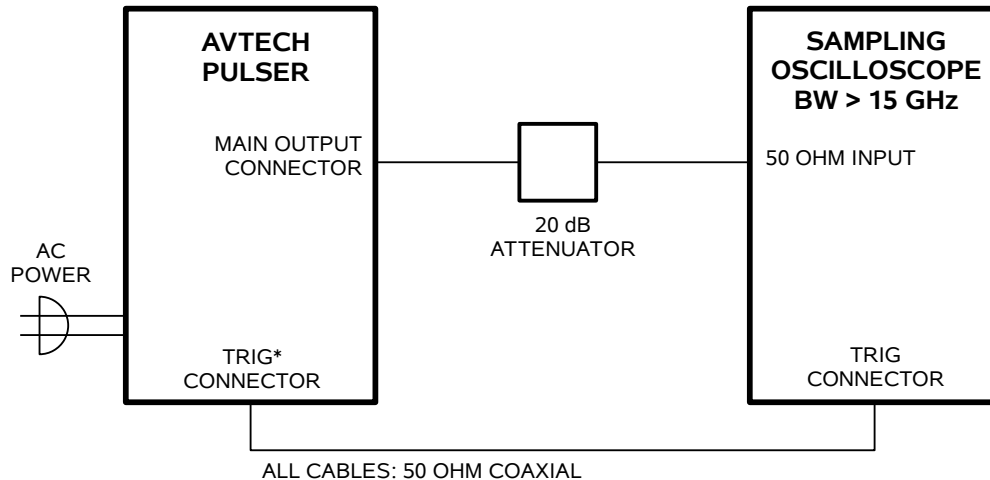 AVTECH
PULSER
MAIN OUTPUT
CONNECTOR
TRIG*
CONNECTOR
AC
POWER
20 dB
ATTENUATOR
SAMPLING
OSCILLOSCOPE
BW > 15 GHz
50 OHM INPUT
TRIG
CONNECTOR
ALL CABLES: 50 OHM COAXIAL